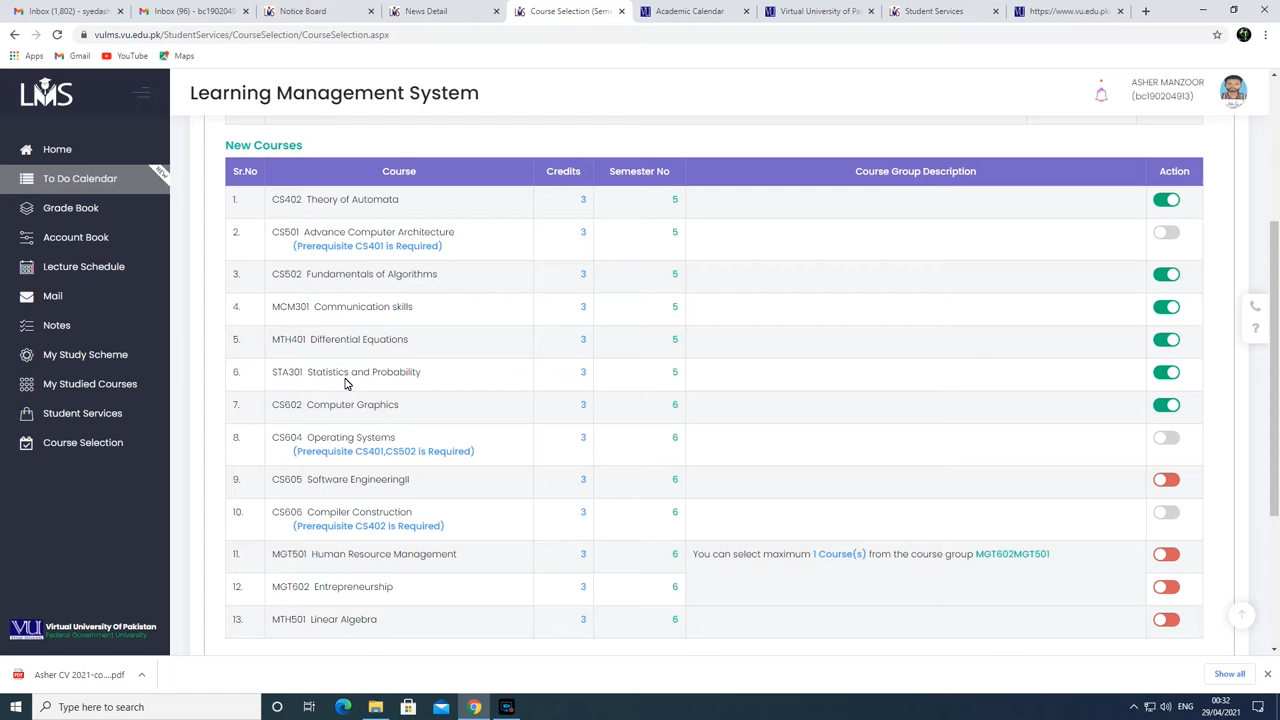 Inbox (1,802) - sydash
Inbox (96) - bc1902049
Notice Board
News Detail
Course Selection (Sem
Academic Calendar
Virtual University of Pa
Student Services
https://www.vu.edu.pk
vulms.vu.edu.pk/StudentServices/CourseSelection/CourseSelection.aspx
Apps
Gmail
YouTube
Maps
LMS
Learning Management System
ASHER MANZOOR
(bc190204913)
Home
To Do Calendar
NEW
Grade Book
Account Book
Lecture Schedule
Mail
Notes
My Study Scheme
My Studied Courses
Student Services
Course Selection
VU
Virtual University Of Pakistan
Federal Government University
New Courses
Sr.No Course Credits Semester No Course Group Description Action
1. CS402 Theory of Automata 3 5
2. CS501 Advance Computer Architecture 3 5
(Prerequisite CS401 is Required)
3. CS502 Fundamentals of Algorithms 3 5
4. MCM301 Communication skills 3 5
5. MTH401 Differential Equations 3 5
6. STA301 Statistics and Probability 3 5
7. CS602 Computer Graphics 3 6
8. CS604 Operating Systems 3 6
(Prerequisite CS401,CS502 is Required)
9. CS605 Software EngineeringII 3 6
10. CS606 Compiler Construction 3 6
(Prerequisite CS402 is Required)
11. MGT501 Human Resource Management 3 6 You can select maximum 1 Course(s) from the course group MGT602MGT501
12. MGT602 Entrepreneurship 3 6
13. MTH501 Linear Algebra 3 6
Asher CV 2021-co....pdf
Show all
Type here to search
ENG
00:32
29/04/2021